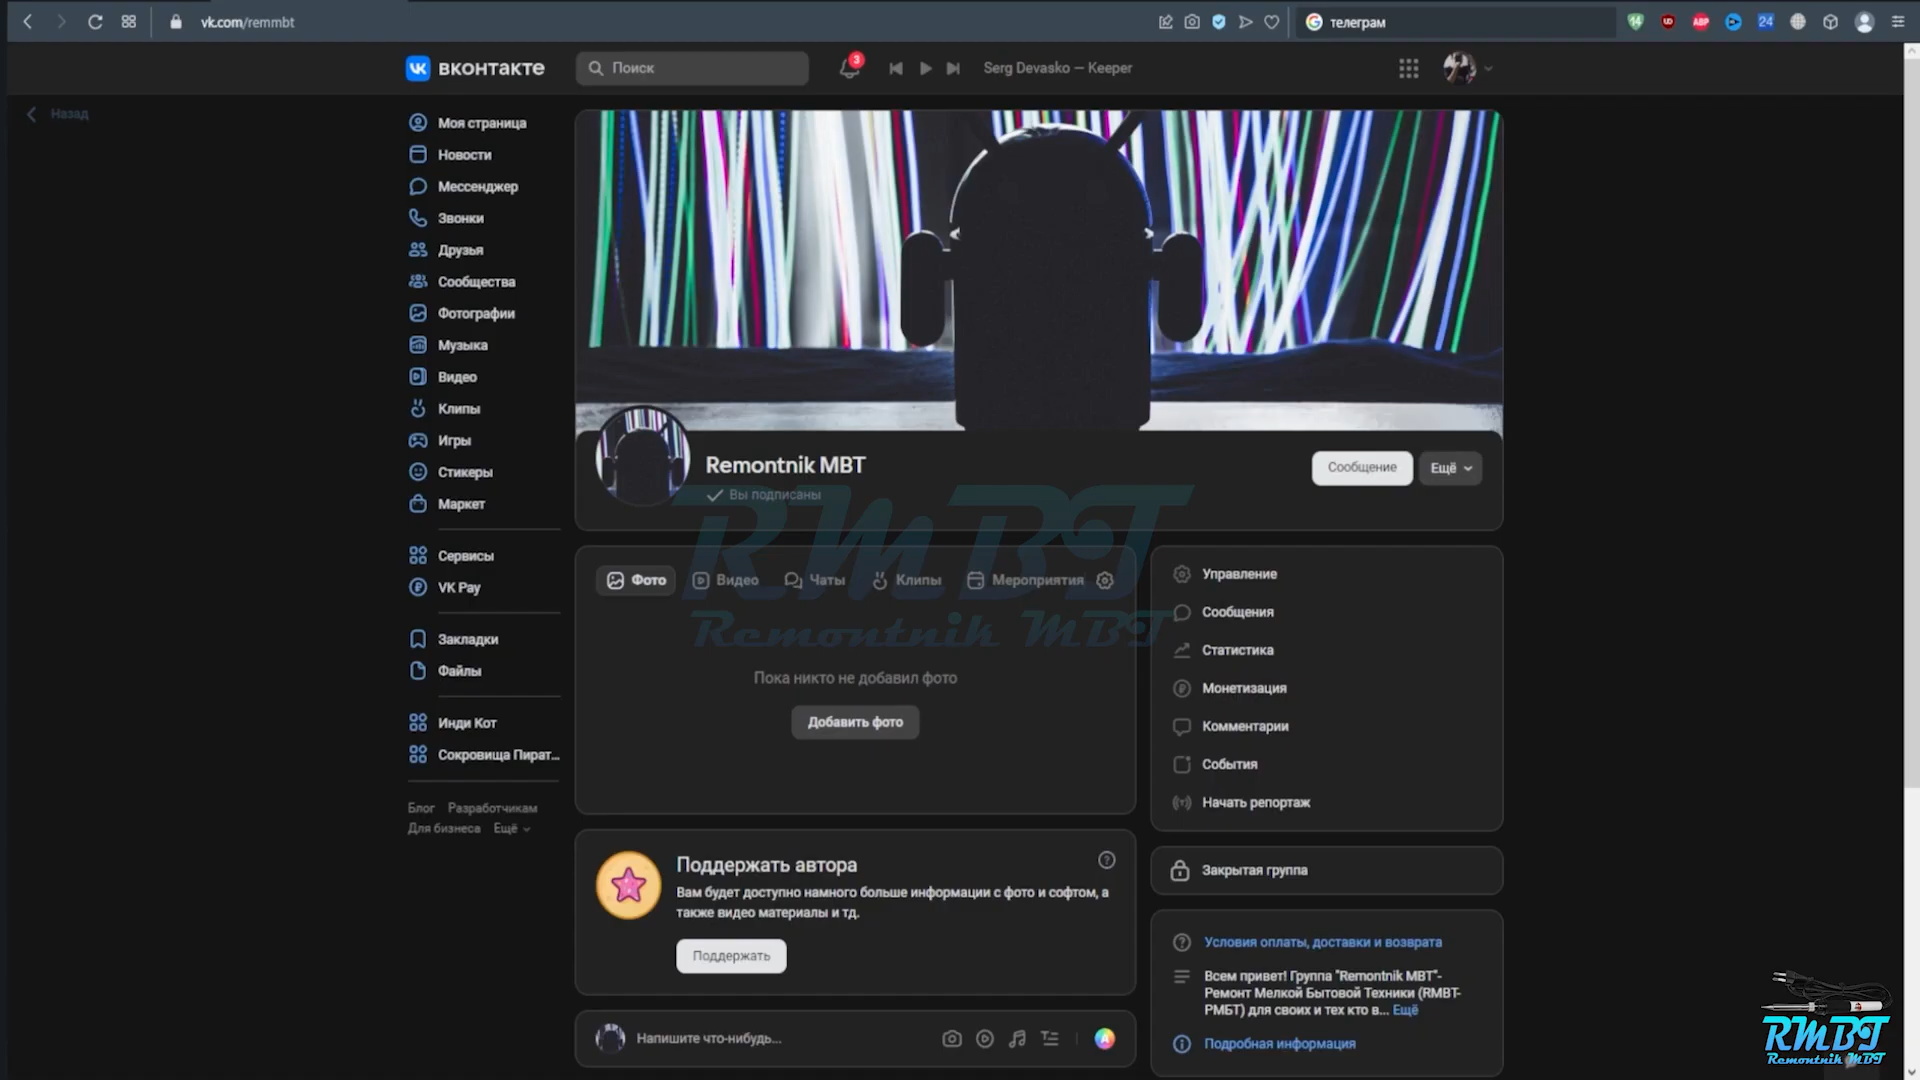 vk.com/remmbt
телеграм
14
UD
ABP
24
вконтакте
Поиск
3
Serg Devasko — Keeper
Назад
Моя страница
Новости
Мессенджер
Звонки
Друзья
Сообщества
Фотографии
Музыка
Видео
Клипы
Игры
Стикеры
Маркет
Сервисы
VK Pay
Закладки
Файлы
Инди Кот
Сокровища Пират...
Блог Разработчикам
Для бизнеса Ещё
Remontnik MBT
Вы подписаны
Сообщение
Ещё
RMBT
Remontnik MBT
Фото
Видео
Чаты
Клипы
Мероприятия
Пока никто не добавил фото
Добавить фото
Поддержать автора
Вам будет доступно намного больше информации с фото и софтом, а
также видео материалы и тд.
Поддержать
Напишите что-нибудь...
Управление
Сообщения
Статистика
Монетизация
Комментарии
События
Начать репортаж
Закрытая группа
Условия оплаты, доставки и возврата
Всем привет! Группа "Remontnik MBT"-
Ремонт Мелкой Бытовой Техники (RMBT-
РМБТ) для своих и тех кто в... Ещё
Подробная информация
RMBT
Remontnik MBT